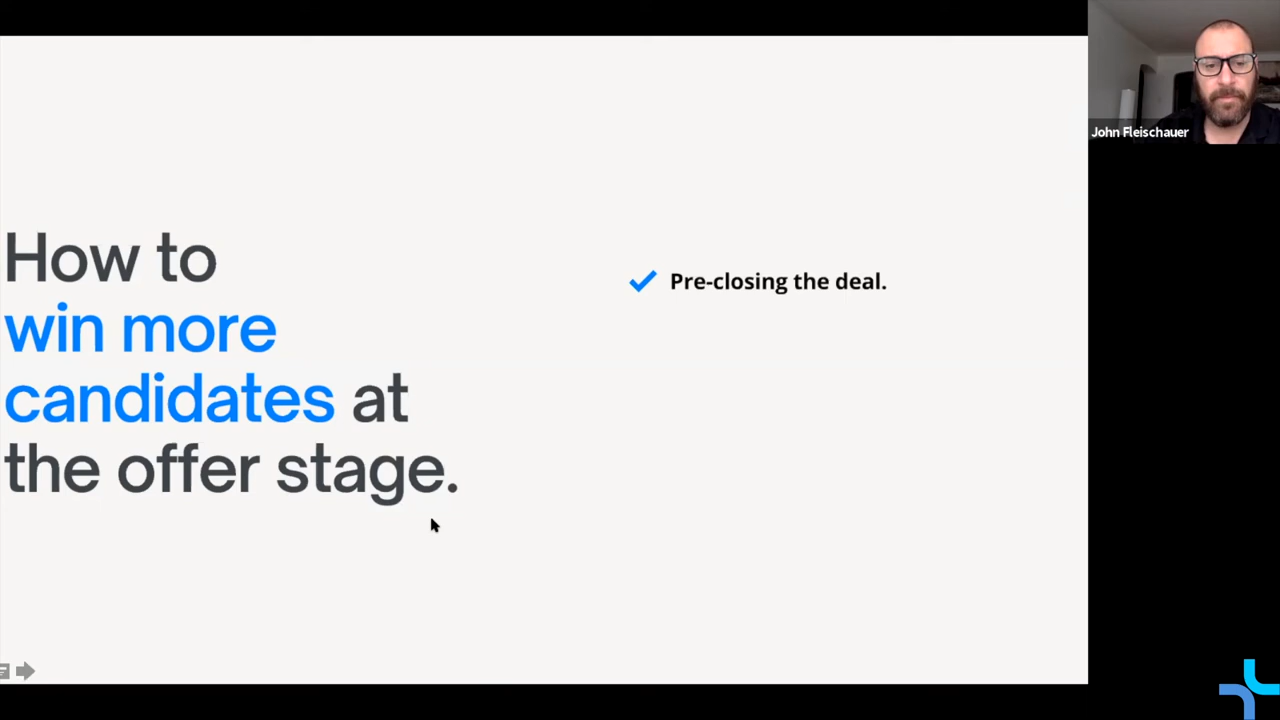 How to
win more
candidates at
the offer stage.
Pre-closing the deal.
John Fleischauer